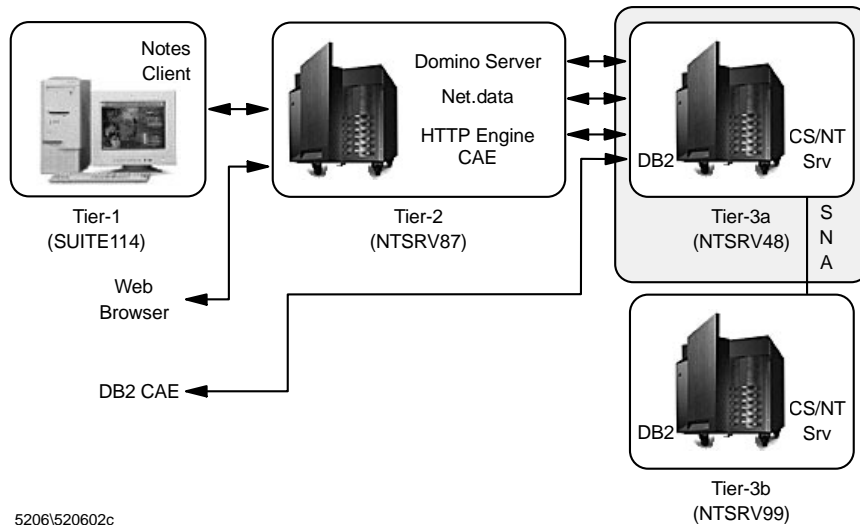 Notes
Client
Tier-1
(SUITE114)
Web
Browser
DB2 CAE
Domino Server
Net.data
HTTP Engine
CAE
Tier-2
(NTSRV87)
DB2
CS/NT
Srv
Tier-3a
(NTSRV48)
S
N
A
DB2
CS/NT
Srv
Tier-3b
(NTSRV99)
5206\520602c